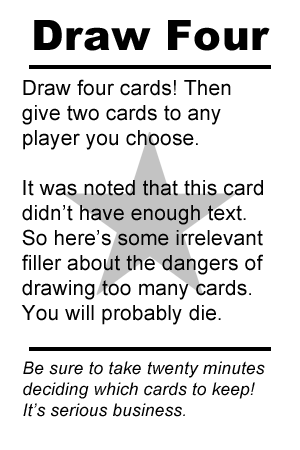 Draw Four
Draw four cards! Then
give two cards to any
player you choose.
It was noted that this card
didn't have enough text.
So here's some irrelevant
filler about the dangers of
drawing too many cards.
You will probably die.
Be sure to take twenty minutes
deciding which cards to keep!
It's serious business.